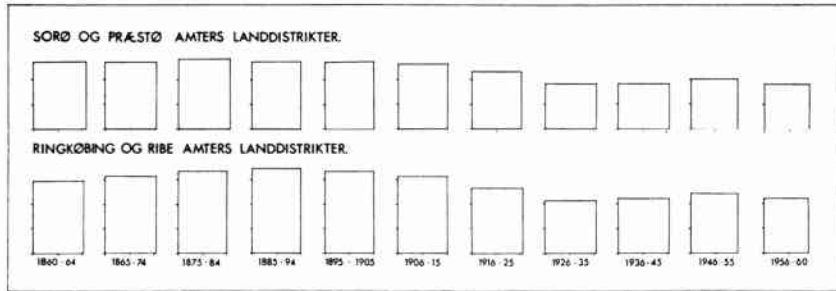 SORØ OG PRÆSTØ AMTERS LANDDISTRIKTER.
RINGKØBING OG RIBE AMTERS LANDDISTRIKTER.
1860 - 64 1865 - 74 1875 - 84 1885 - 94 1895 - 1905 1906 - 15 1916 - 25 1926 - 35 1936 - 45 1946 - 55 1956 - 60